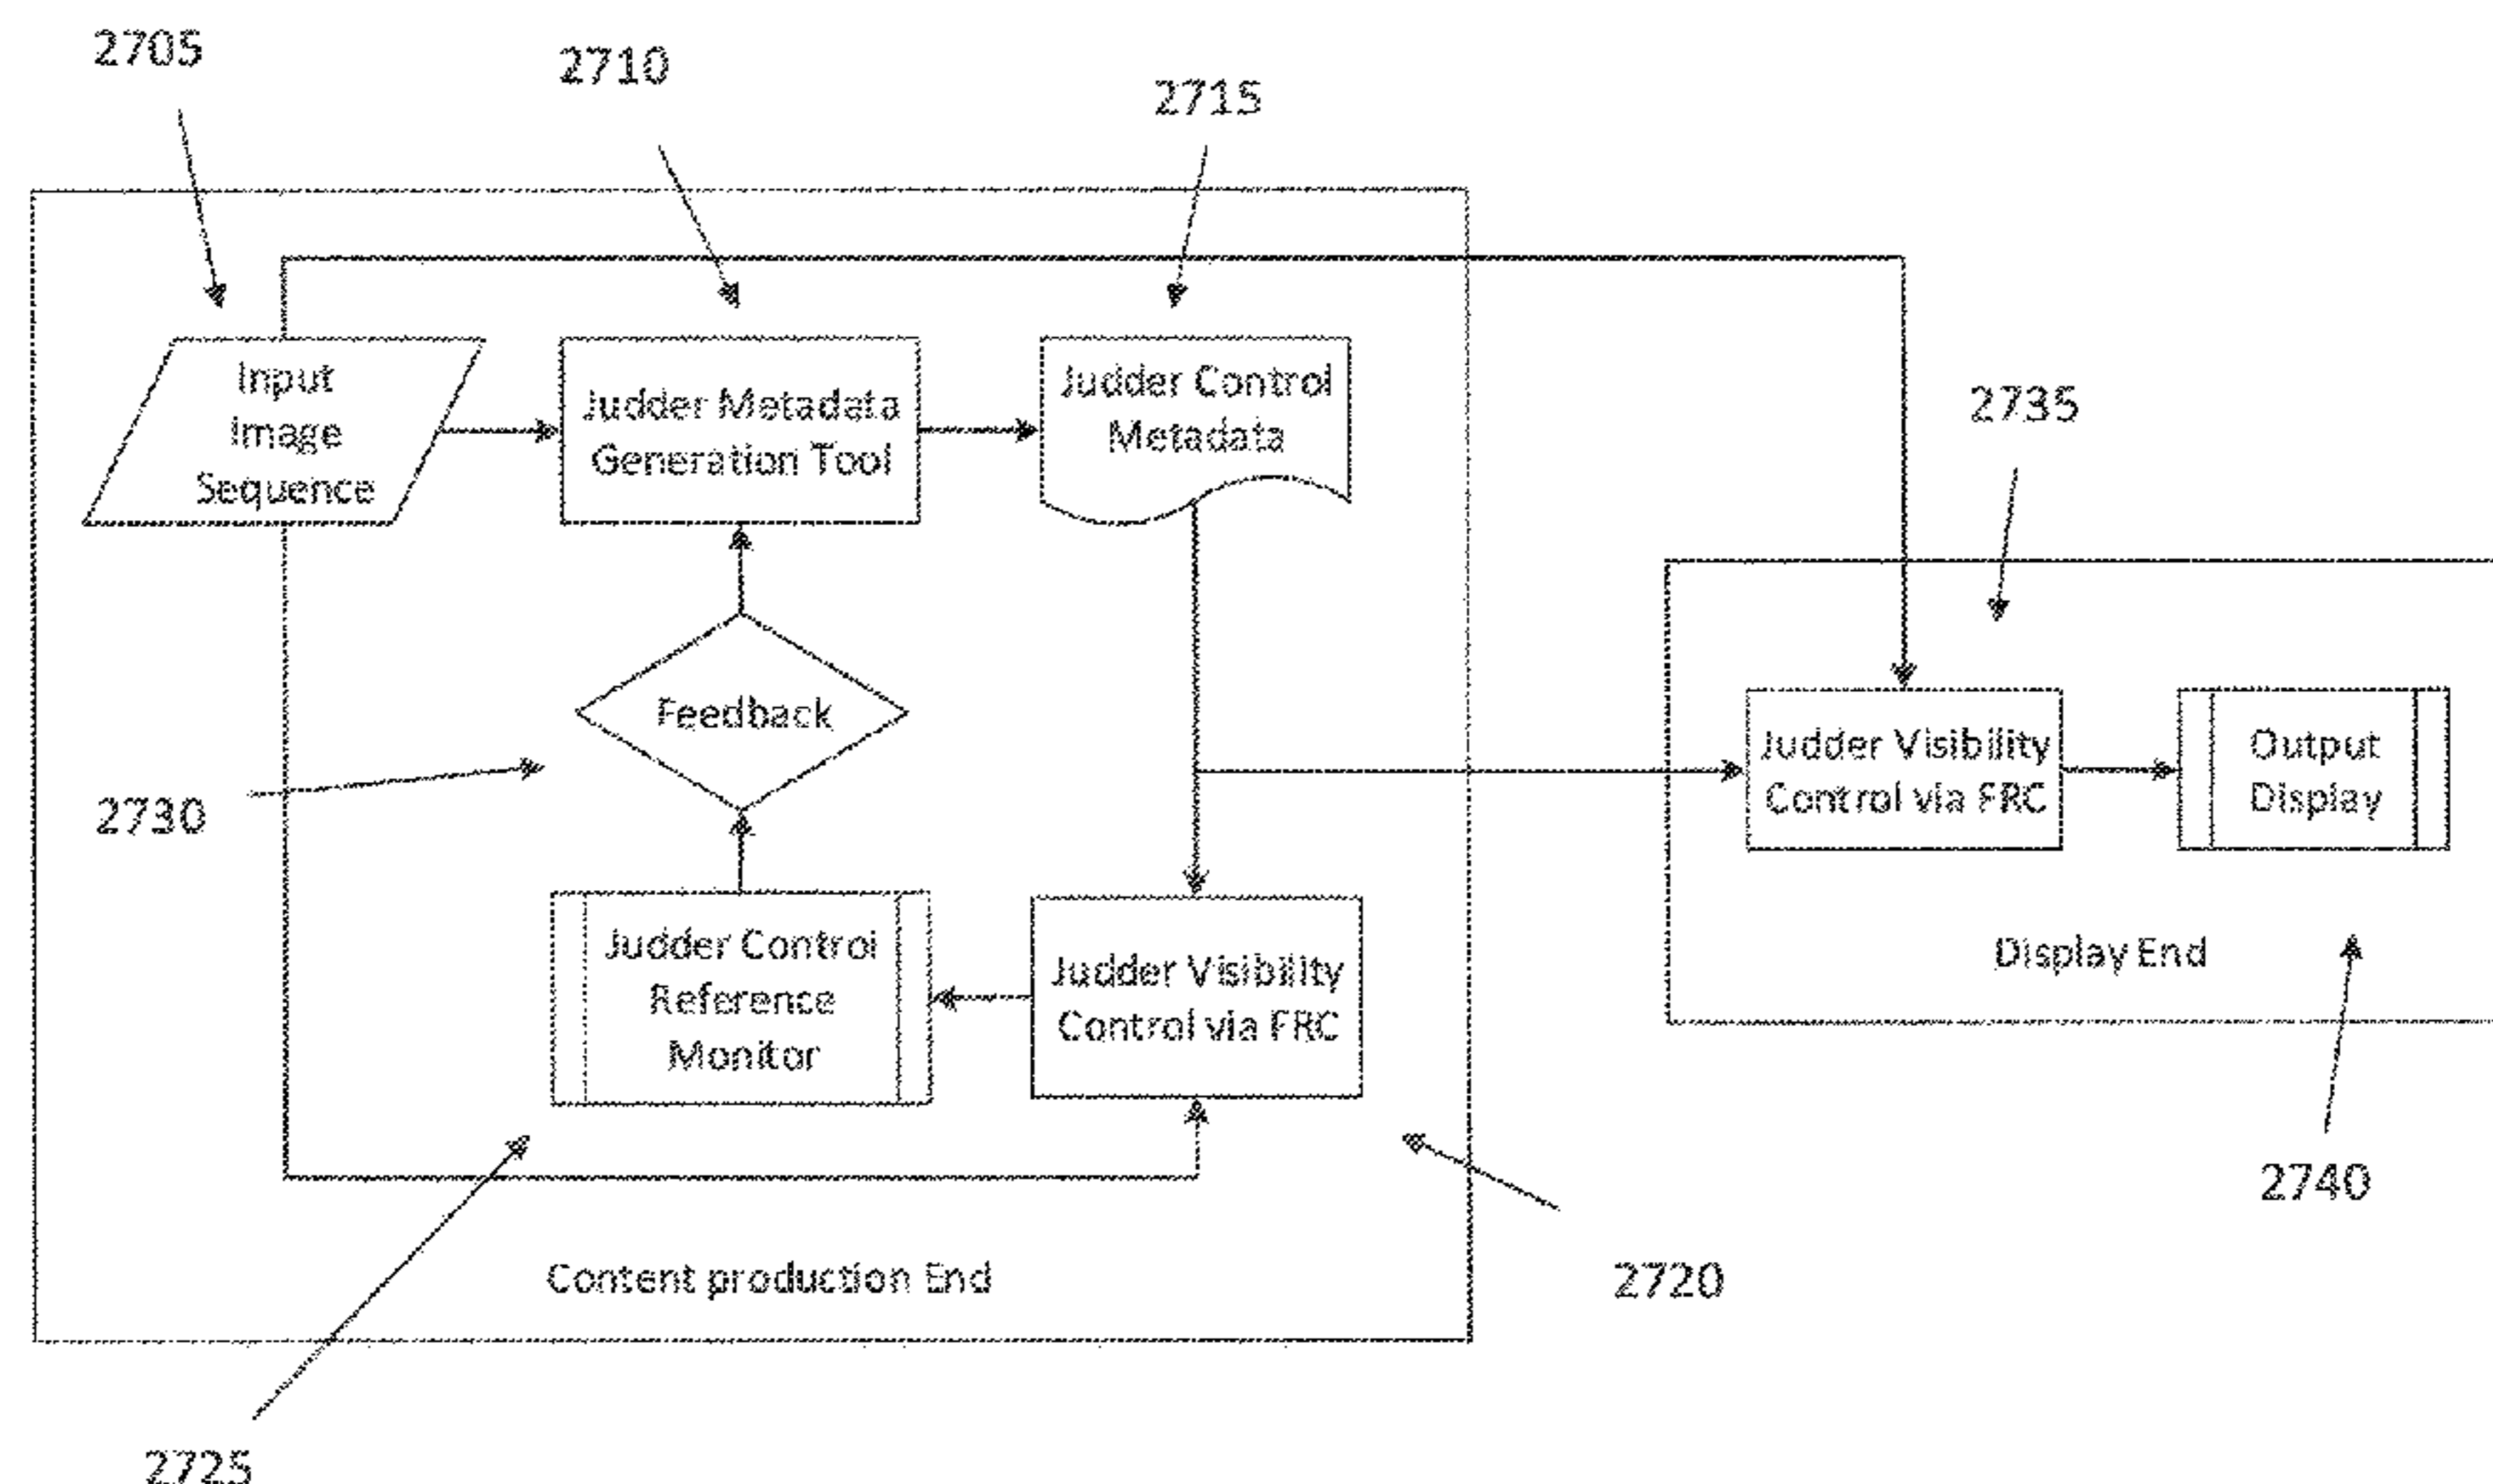 2705
2710
2715
Input
Image
Sequence
Judder Metadata
Generation Tool
Judder Control
Metadata
2735
Feedback
2730
Judder Visibility
Control via FRC
Output
Display
Judder Control
Reference
Monitor
Judder Visibility
Control via FRC
Display End
2740
Content production End
2720
2725